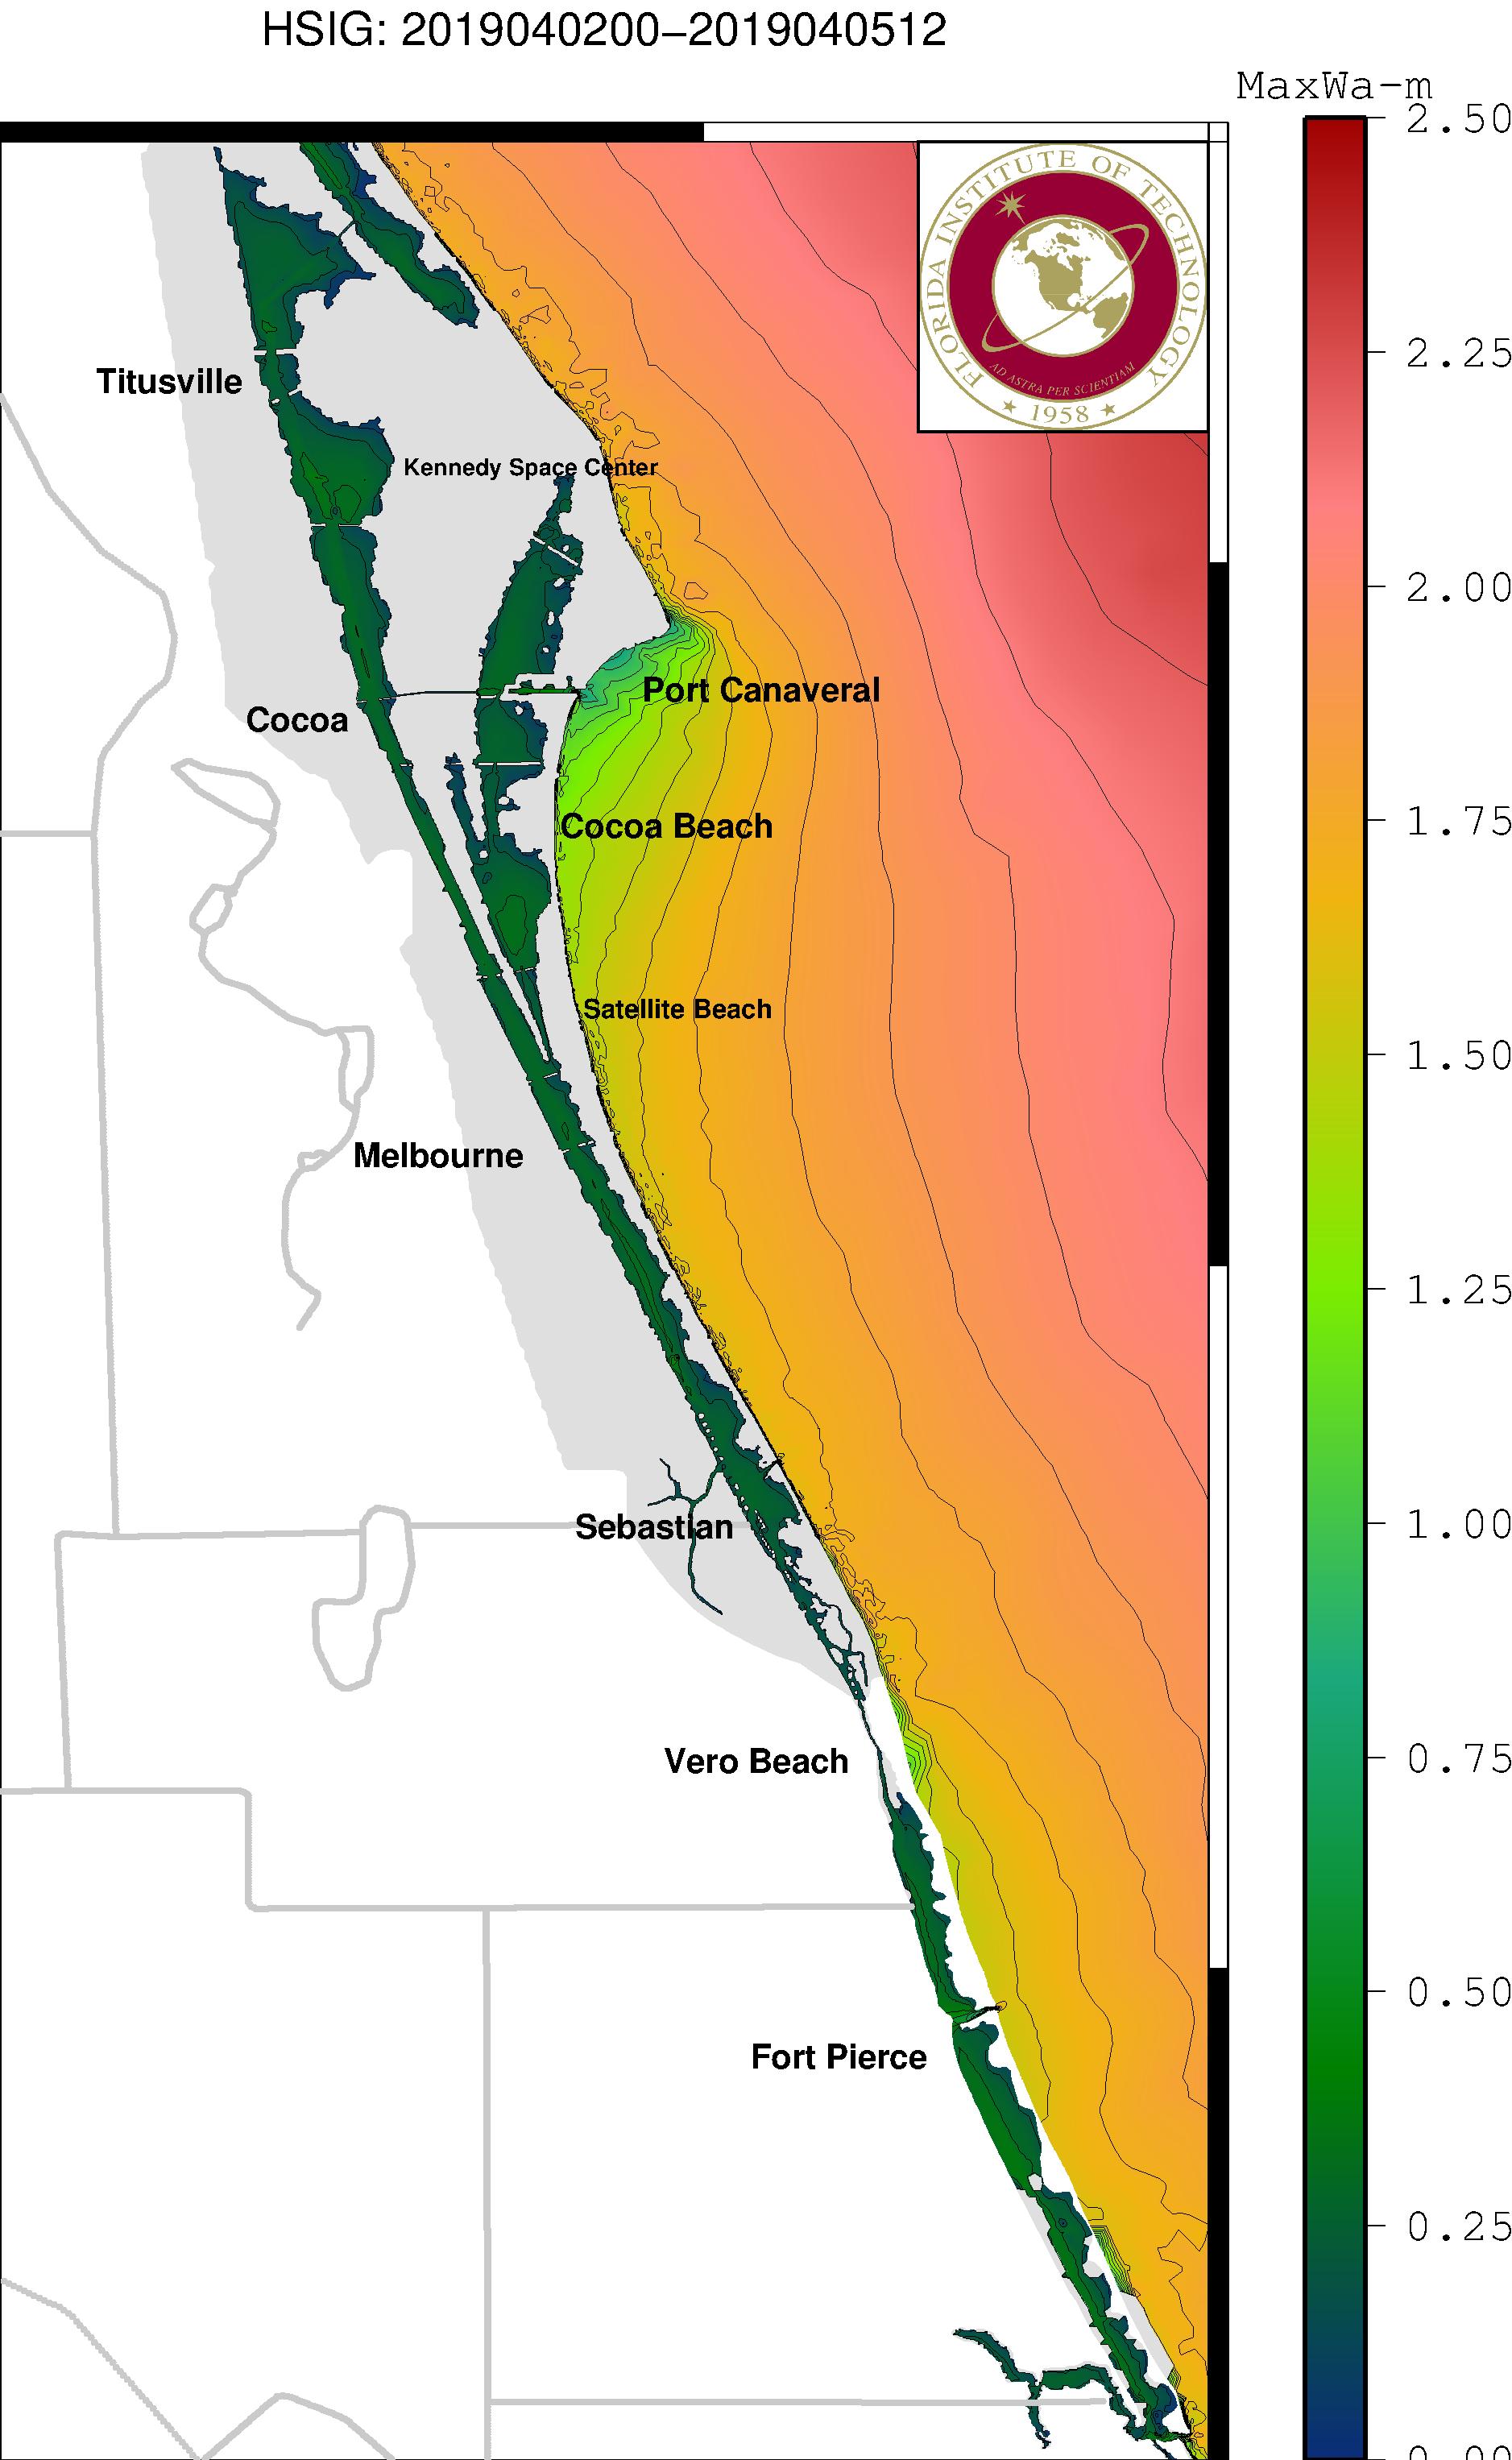 HSIG: 2019040200–2019040512
MaxWa-m
2.50
2.25
2.00
1.75
1.50
1.25
1.00
0.75
0.50
0.25
0.00
FLORIDA INSTITUTE OF TECHNOLOGY
AD ASTRA PER SCIENTIAM
★ 1958 ★
Titusville
Kennedy Space Center
Port Canaveral
Cocoa
Cocoa Beach
Satellite Beach
Melbourne
Sebastian
Vero Beach
Fort Pierce